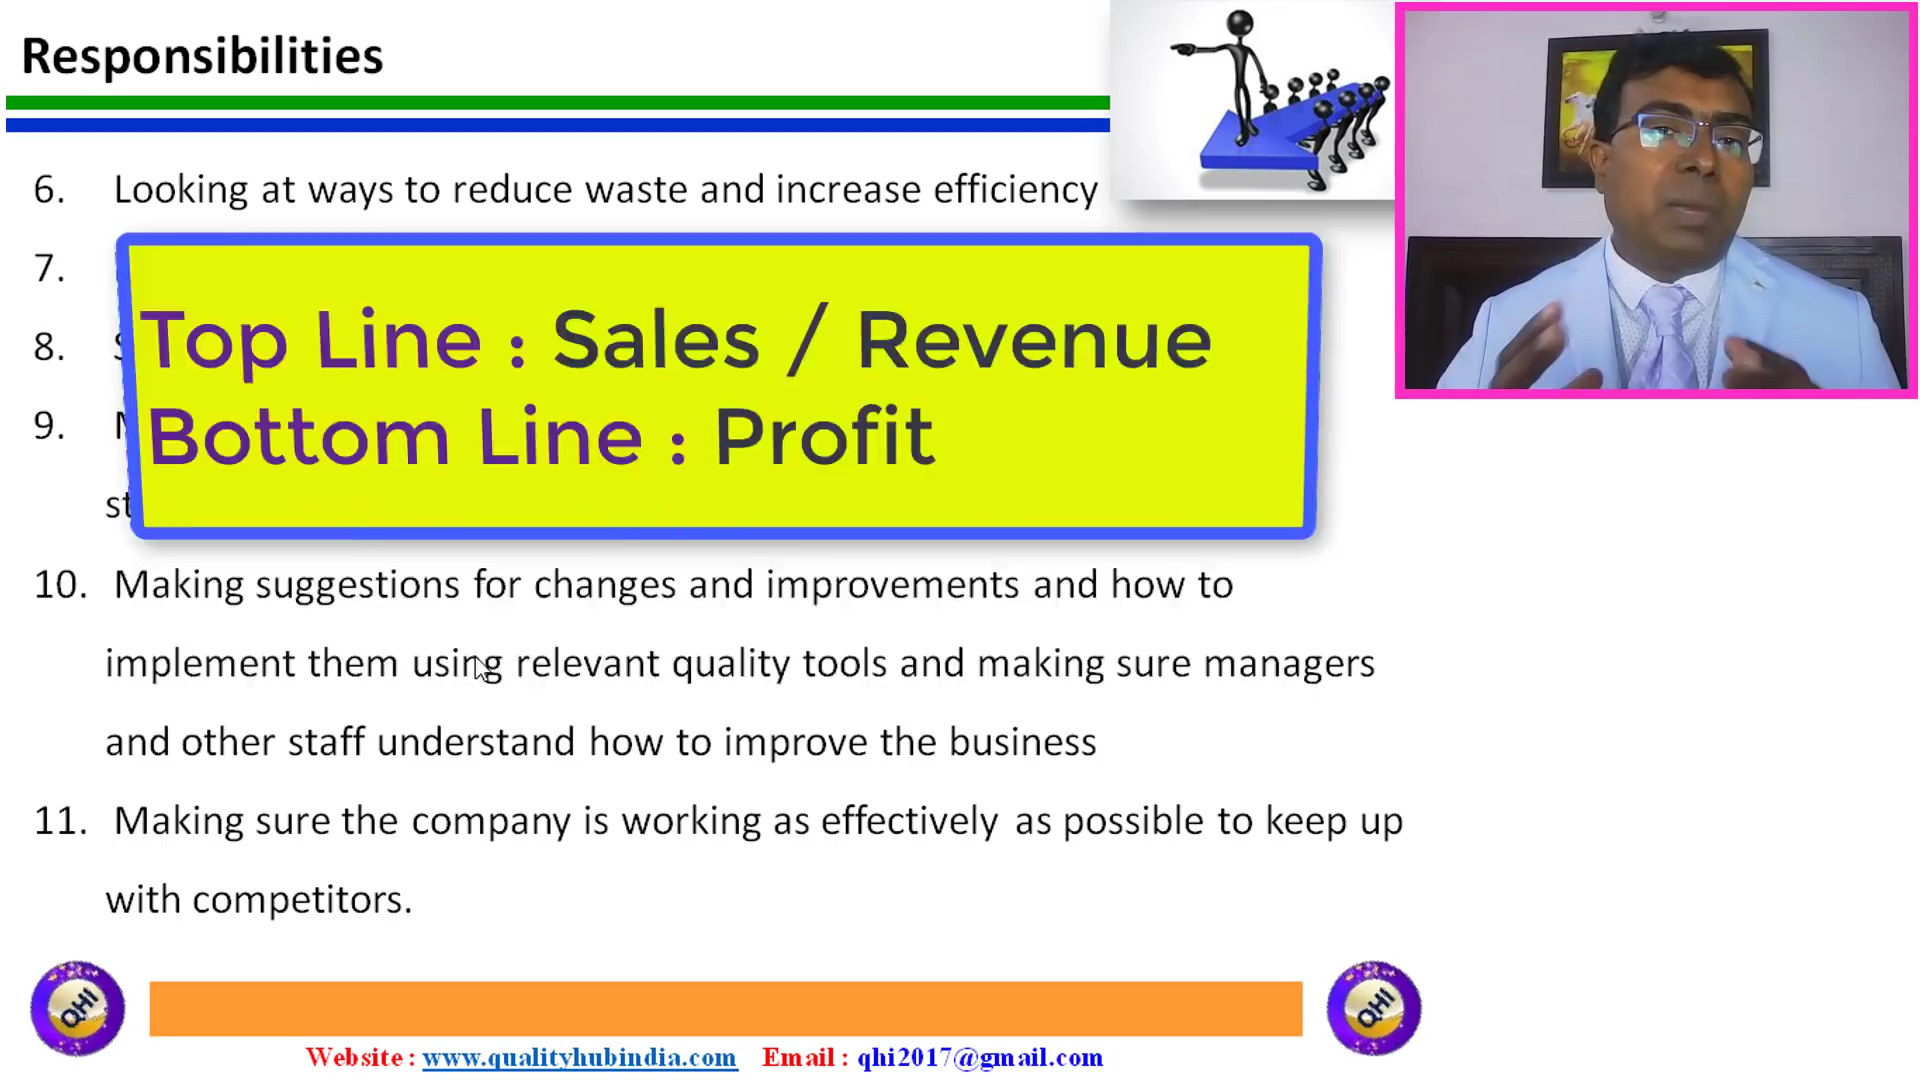 Responsibilities
6. Looking at ways to reduce waste and increase efficiency
7.
8.
9.
Top Line : Sales / Revenue
Bottom Line : Profit
10. Making suggestions for changes and improvements and how to
implement them using relevant quality tools and making sure managers
and other staff understand how to improve the business
11. Making sure the company is working as effectively as possible to keep up
with competitors.
QHI
QHI
Website : www.qualityhubindia.com Email : qhi2017@gmail.com